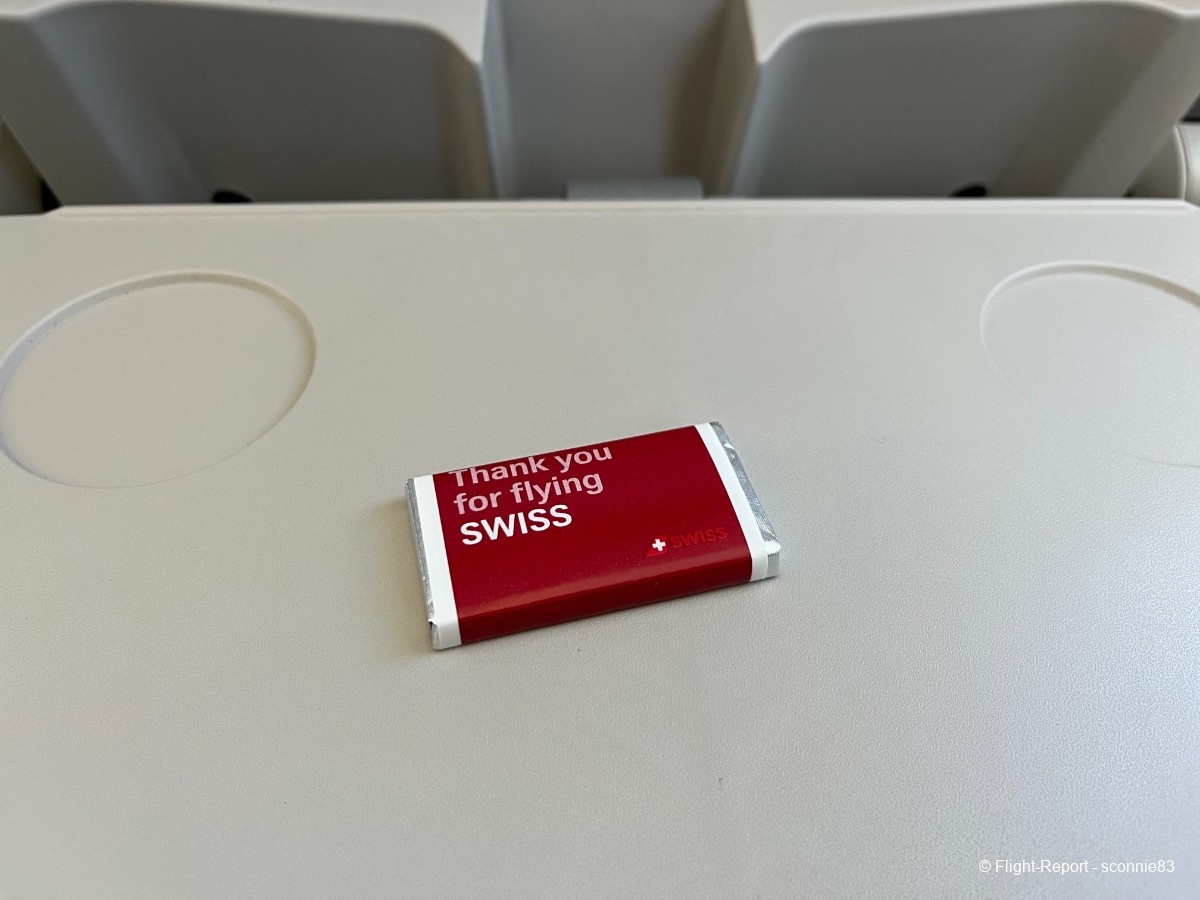 Thank you
for flying
SWISS
SWISS
© Flight-Report - sconnie83